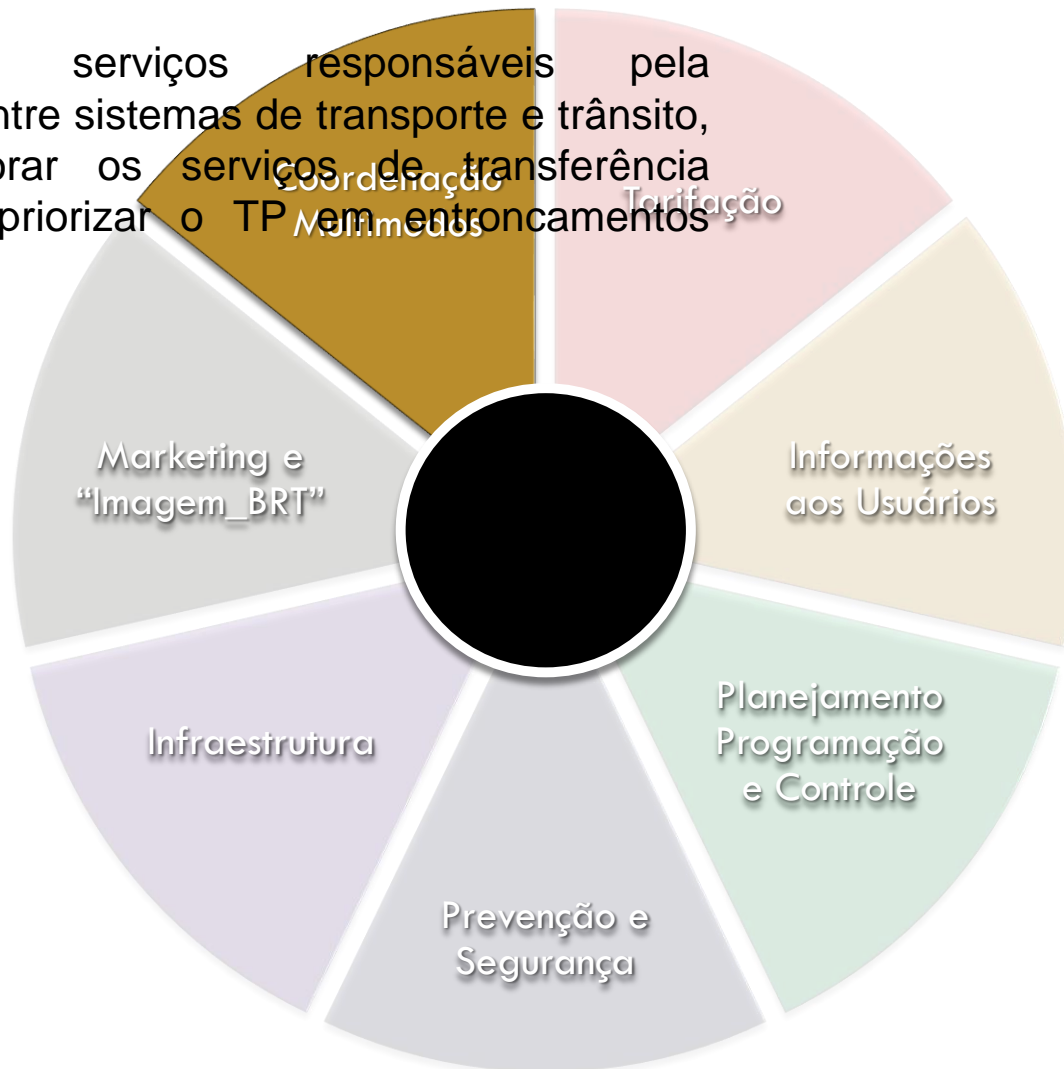 serviços responsáveis pela
ntre sistemas de transporte e trânsito,
orar os serviços de transferência
priorizar o TP em entroncamentos
Coordenação
Multimodos
Tarifação
Informações
aos Usuários
Marketing e
“Imagem_BRT”
Planejamento
Programação
e Controle
Infraestrutura
Prevenção e
Segurança